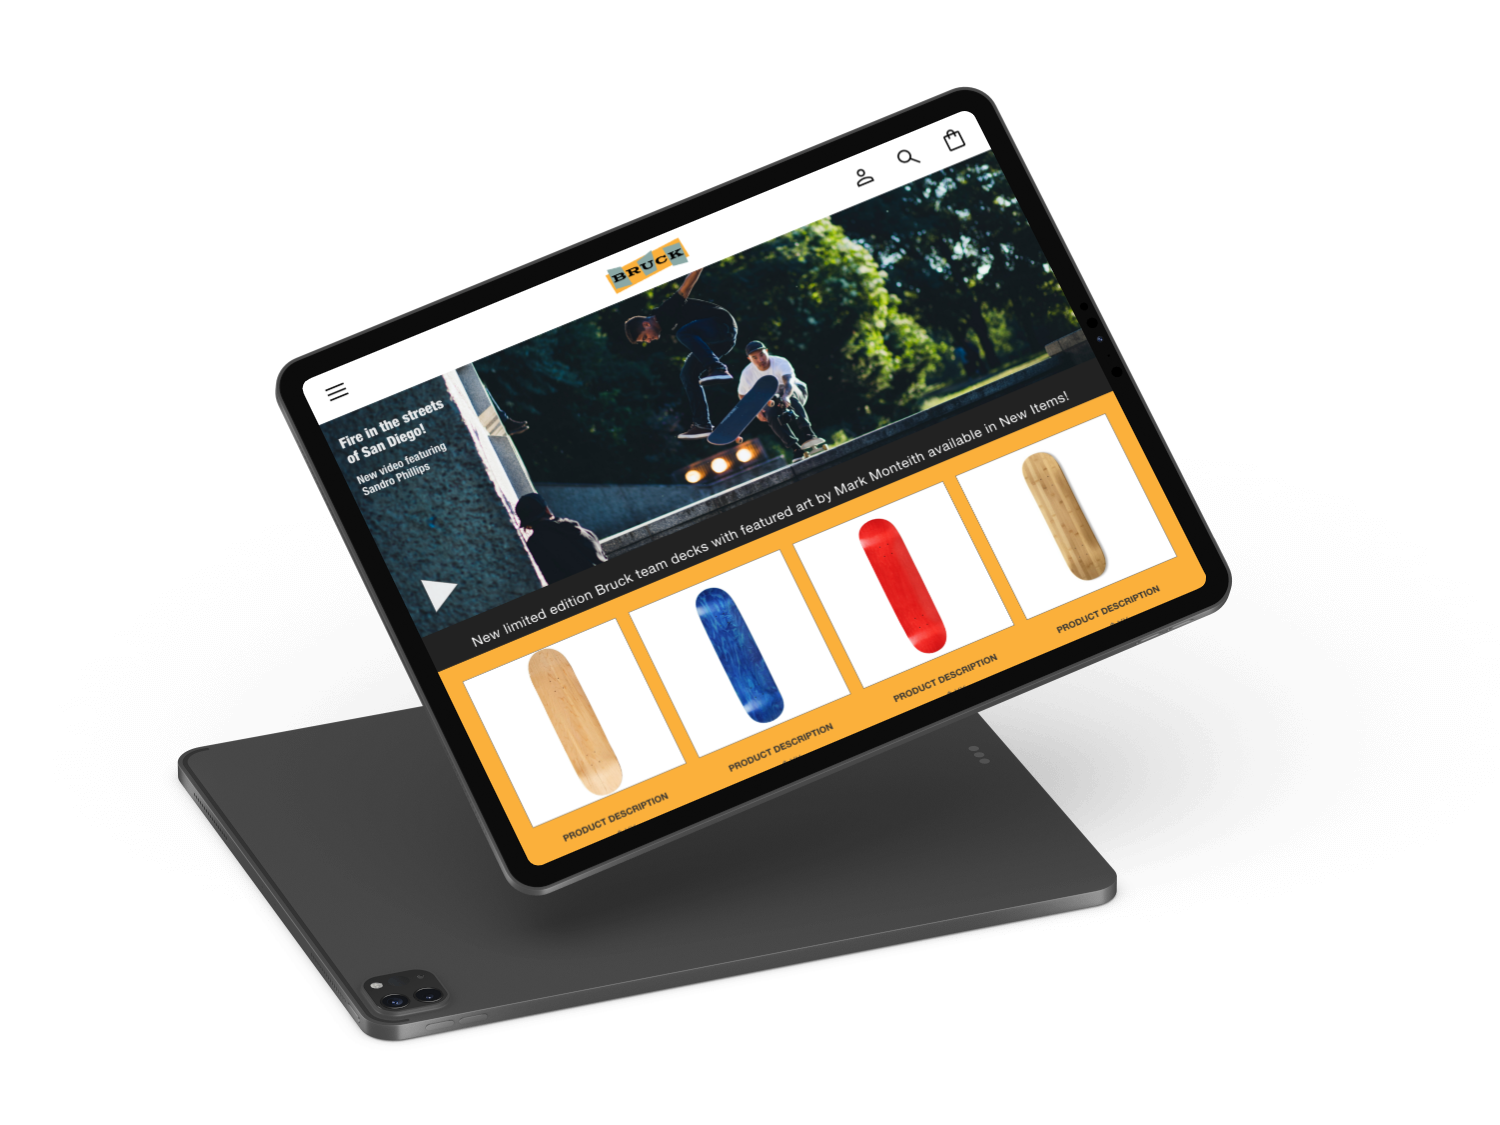 BRUCK
Fire in the streets
of San Diego!
New video featuring
Sandro Phillips
New limited edition Bruck team decks with featured art by Mark Monteith available in New Items!
PRODUCT DESCRIPTION
PRODUCT DESCRIPTION
PRODUCT DESCRIPTION
PRODUCT DESCRIPTION